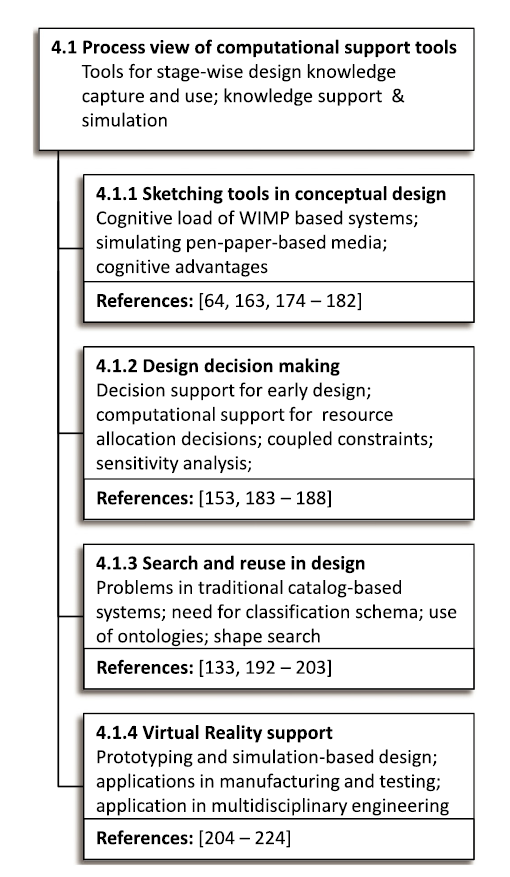 4.1 Process view of computational support tools
Tools for stage-wise design knowledge
capture and use; knowledge support &
simulation
4.1.1 Sketching tools in conceptual design
Cognitive load of WIMP based systems;
simulating pen-paper-based media;
cognitive advantages
References: [64, 163, 174 – 182]
4.1.2 Design decision making
Decision support for early design;
computational support for resource
allocation decisions; coupled constraints;
sensitivity analysis;
References: [153, 183 – 188]
4.1.3 Search and reuse in design
Problems in traditional catalog-based
systems; need for classification schema; use
of ontologies; shape search
References: [133, 192 – 203]
4.1.4 Virtual Reality support
Prototyping and simulation-based design;
applications in manufacturing and testing;
application in multidisciplinary engineering
References: [204 – 224]